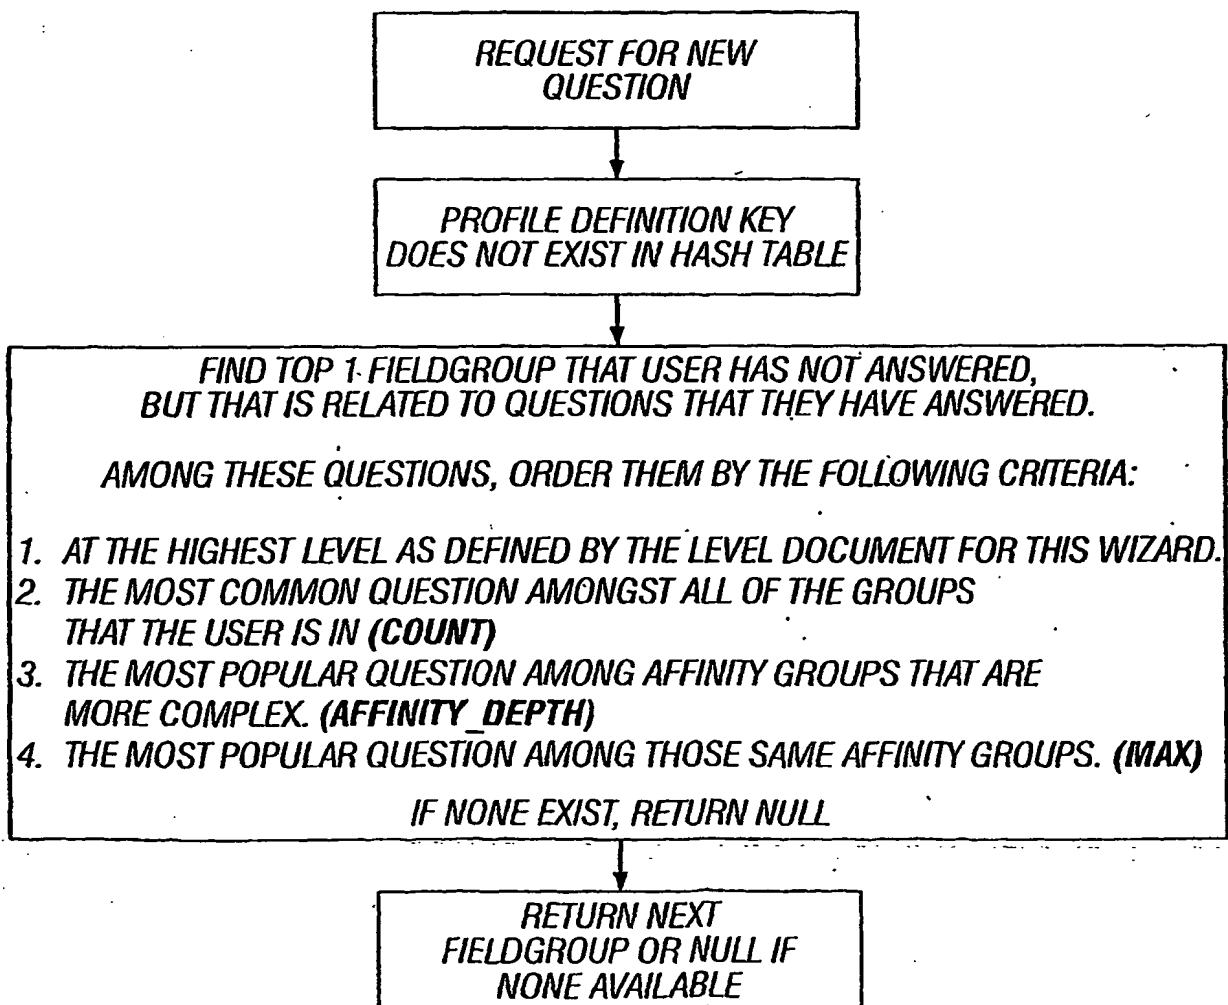 REQUEST FOR NEW
QUESTION
PROFILE DEFINITION KEY
DOES NOT EXIST IN HASH TABLE
FIND TOP 1 FIELDGROUP THAT USER HAS NOT ANSWERED,
BUT THAT IS RELATED TO QUESTIONS THAT THEY HAVE ANSWERED.
AMONG THESE QUESTIONS, ORDER THEM BY THE FOLLOWING CRITERIA:
1. AT THE HIGHEST LEVEL AS DEFINED BY THE LEVEL DOCUMENT FOR THIS WIZARD.
2. THE MOST COMMON QUESTION AMONGST ALL OF THE GROUPS
THAT THE USER IS IN (COUNT)
3. THE MOST POPULAR QUESTION AMONG AFFINITY GROUPS THAT ARE
MORE COMPLEX. (AFFINITY_DEPTH)
4. THE MOST POPULAR QUESTION AMONG THOSE SAME AFFINITY GROUPS. (MAX)
IF NONE EXIST, RETURN NULL
RETURN NEXT
FIELDGROUP OR NULL IF
NONE AVAILABLE